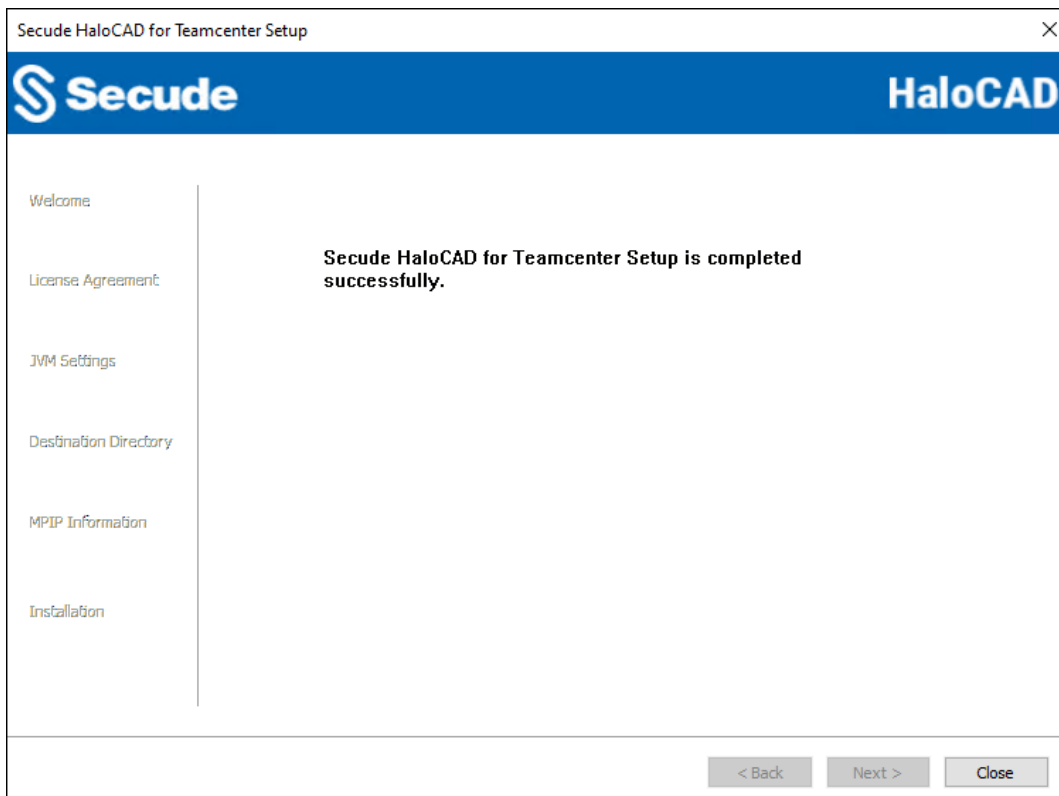 Secude HaloCAD for Teamcenter Setup
Secude
HaloCAD
Welcome
License Agreement
JVM Settings
Destination Directory
MPIP Information
Installation
Secude HaloCAD for Teamcenter Setup is completed
successfully.
< Back
Next >
Close